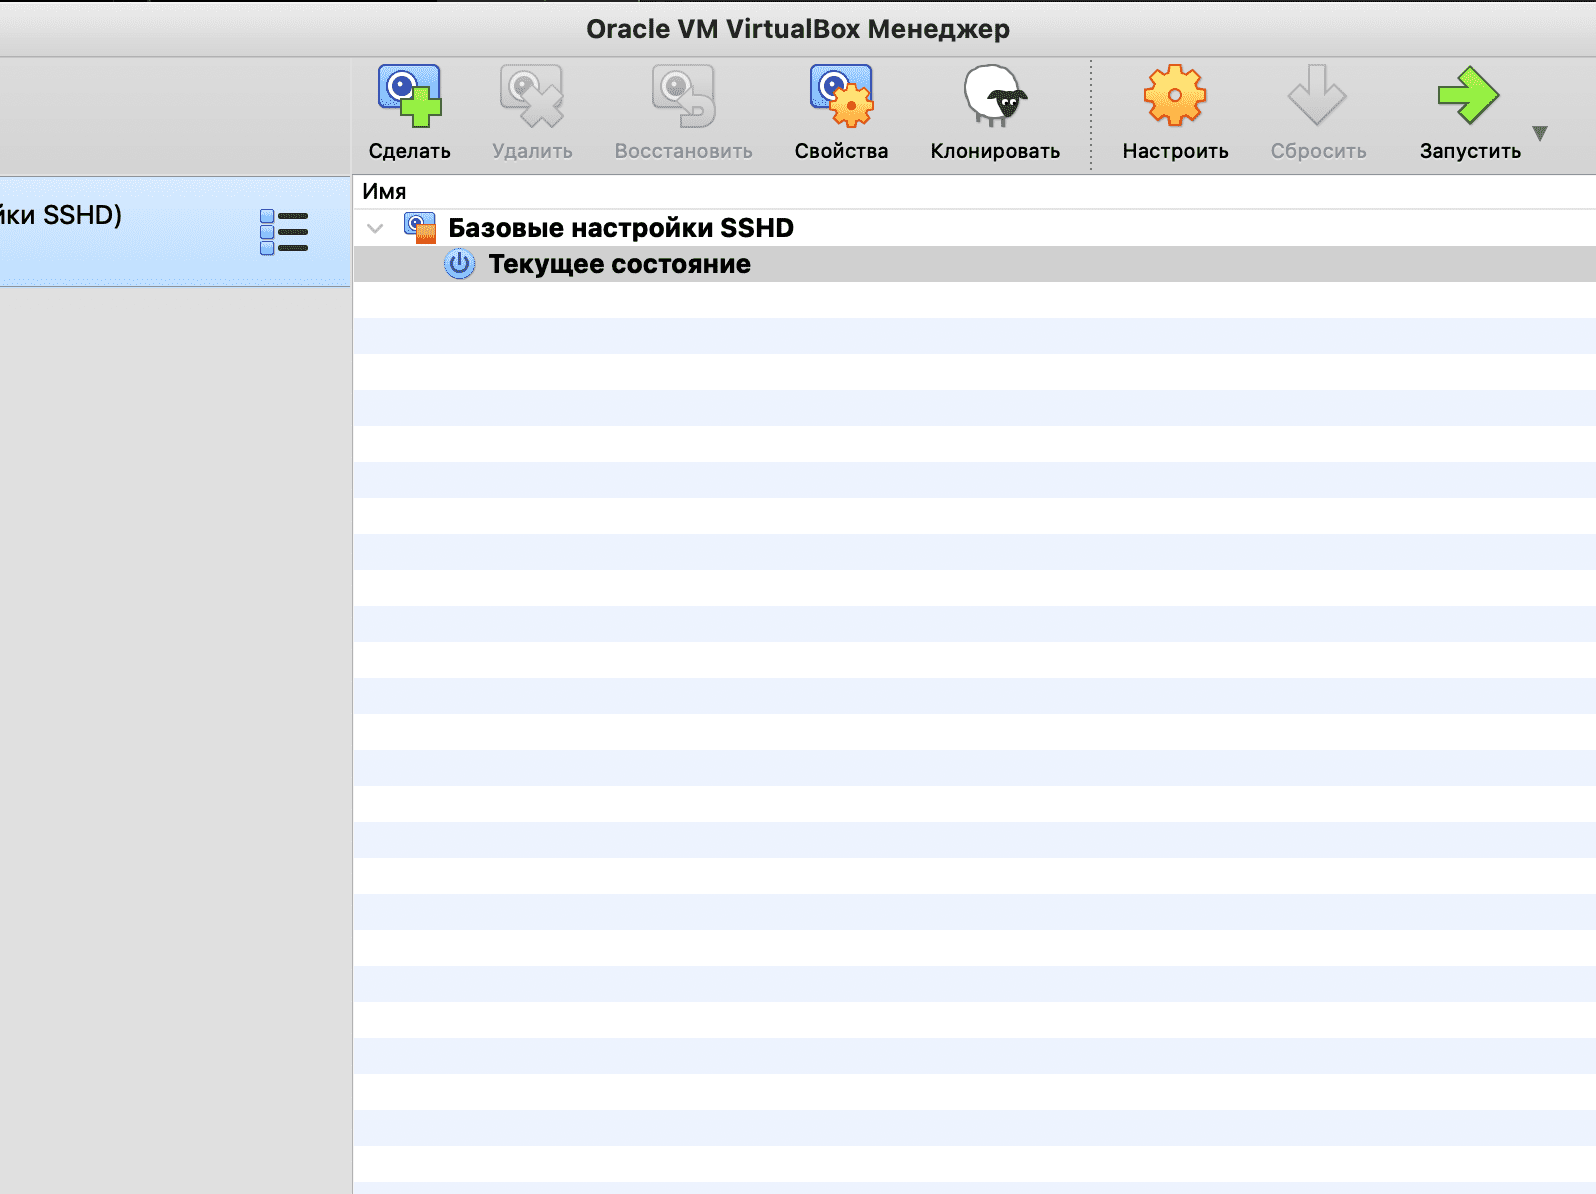 Oracle VM VirtualBox Менеджер
Сделать
Удалить
Восстановить
Свойства
Клонировать
Настроить
Сбросить
Запустить
йки SSHD)
Имя
Базовые настройки SSHD
Текущее состояние